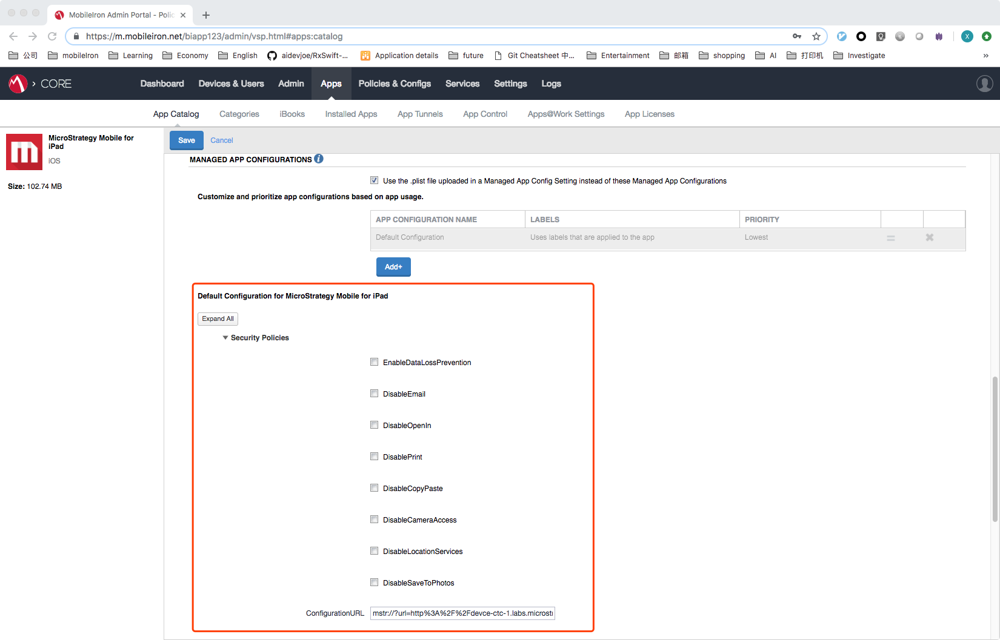 MobileIron Admin Portal - Polic
https://m.mobileiron.net/biapp123/admin/vsp.html#apps:catalog
X
公司 mobileIron Learning Economy English aidevjoe/RxSwift-... Application details future Git Cheatsheet 中... Entertainment 邮箱 shopping AI 打印机 Investigate »
CORE Dashboard Devices & Users Admin Apps Policies & Configs Services Settings Logs
App Catalog Categories iBooks Installed Apps App Tunnels App Control Apps@Work Settings App Licenses
MicroStrategy Mobile for
iPad
iOS
Size: 102.74 MB
Save Cancel
MANAGED APP CONFIGURATIONS i
Use the .plist file uploaded in a Managed App Config Setting instead of these Managed App Configurations
Customize and prioritize app configurations based on app usage.
APP CONFIGURATION NAME LABELS PRIORITY
Default Configuration Uses labels that are applied to the app Lowest
Add+
Default Configuration for MicroStrategy Mobile for iPad
Expand All
Security Policies
EnableDataLossPrevention
DisableEmail
DisableOpenIn
DisablePrint
DisableCopyPaste
DisableCameraAccess
DisableLocationServices
DisableSaveToPhotos
ConfigurationURL mstr://?url=http%3A%2F%2Fdevce-ctc-1.labs.microst